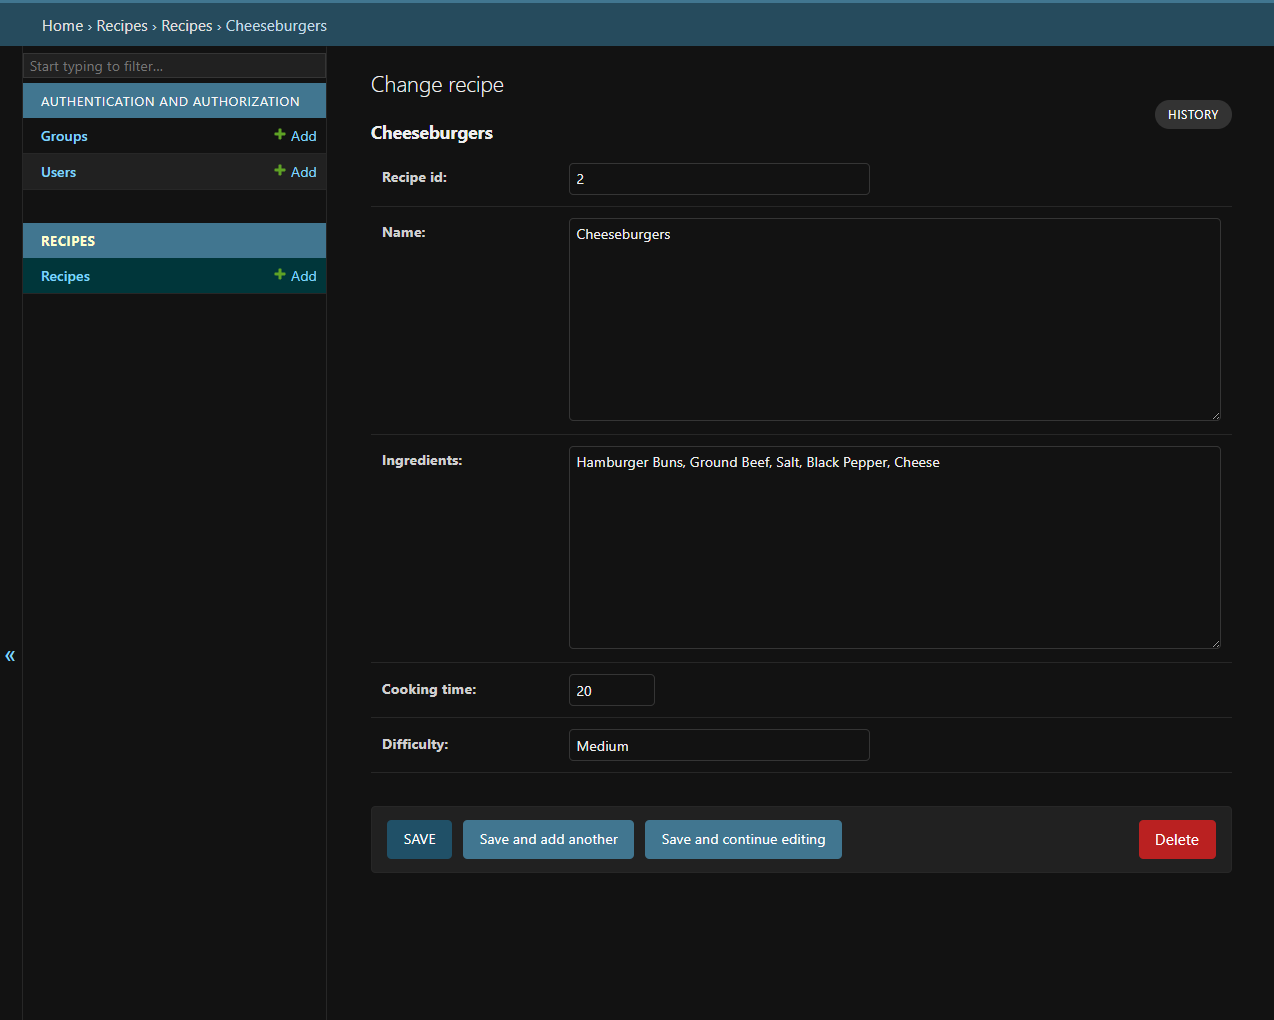 Home › Recipes › Recipes › Cheeseburgers
Start typing to filter...
AUTHENTICATION AND AUTHORIZATION
Groups
Add
Users
Add
RECIPES
Recipes
Add
«
Change recipe
HISTORY
Cheeseburgers
Recipe id:
2
Name:
Cheeseburgers
Ingredients:
Hamburger Buns, Ground Beef, Salt, Black Pepper, Cheese
Cooking time:
20
Difficulty:
Medium
SAVE
Save and add another
Save and continue editing
Delete